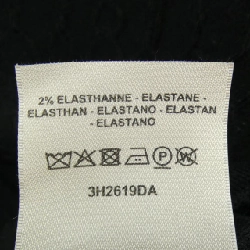 2% ELASTHANNE - ELASTANE -
ELASTHAN - ELASTANO - ELASTAN
- ELASTANO
3H2619DA